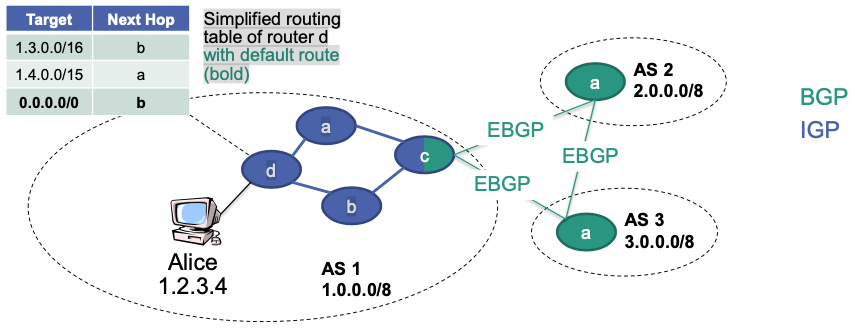 Target Next Hop
1.3.0.0/16 b
1.4.0.0/15 a
0.0.0.0/0 b
Simplified routing
table of router d
with default route
(bold)
a
AS 2
2.0.0.0/8
BGP
IGP
a
EBGP
c
EBGP
d
EBGP
b
AS 3
3.0.0.0/8
a
Alice
1.2.3.4
AS 1
1.0.0.0/8